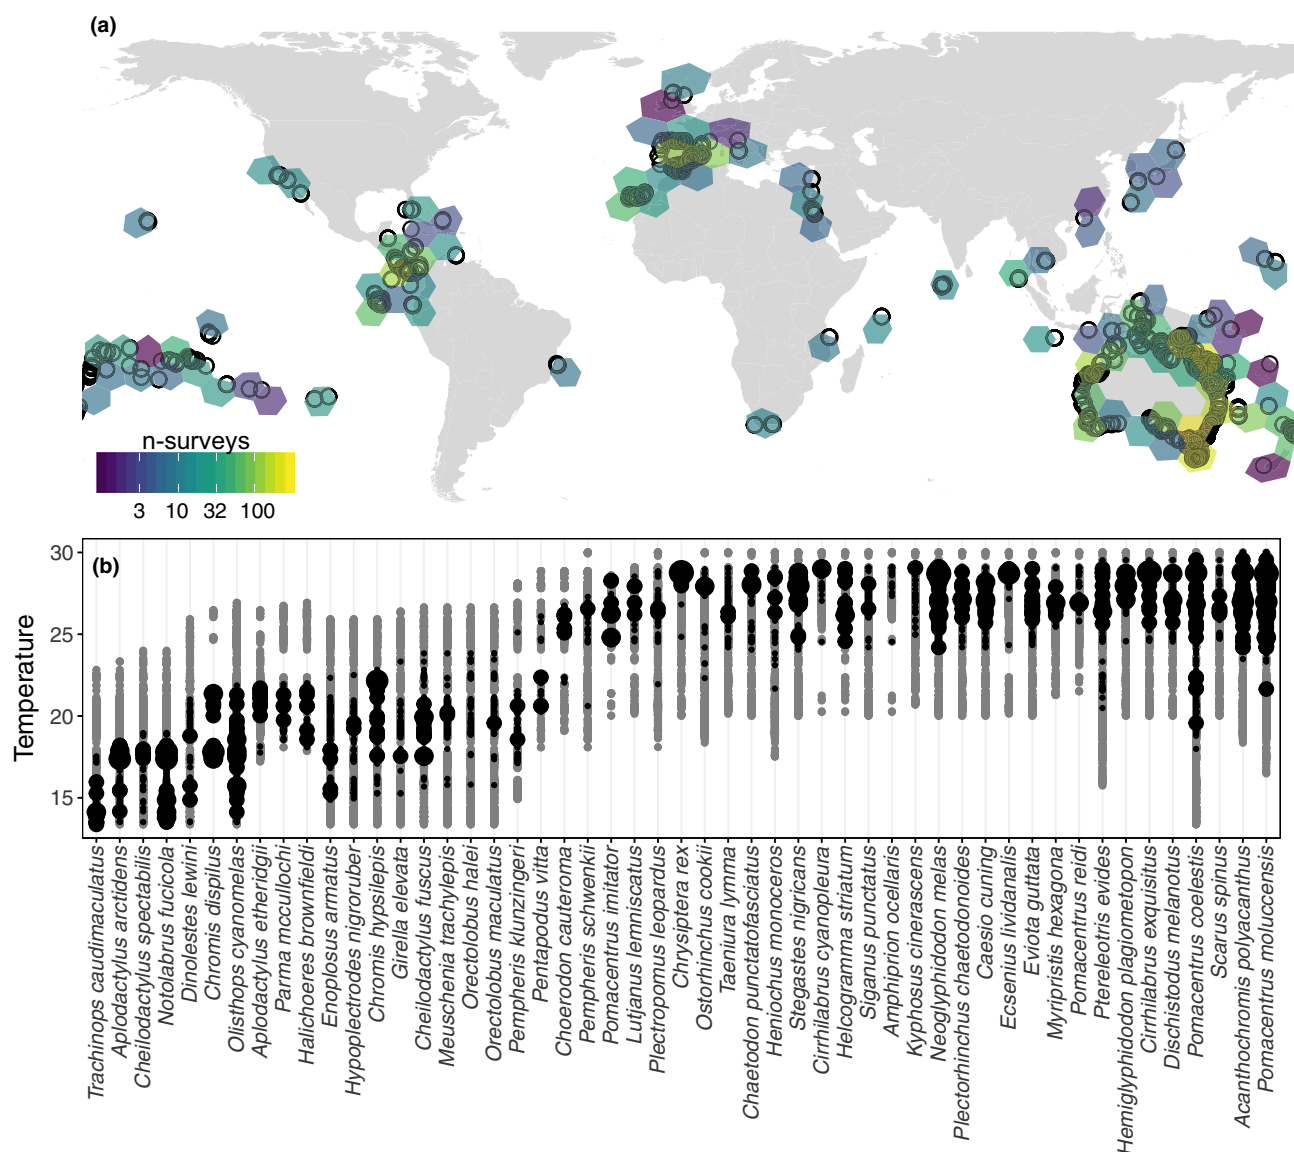 (a)
n-surveys
3 10 32 100
(b)
Temperature
30
25
20
15
Trachinops caudimaculatus
Aplodactylus arctidens
Cheilodactylus spectabilis
Notolabrus fucicola
Dinolestes lewini
Chromis dispilus
Olisthops cyanomelas
Aplodactylus etheridgii
Parma mccullochi
Halichoeres brownfieldi
Enoplosus armatus
Hypoplectrodes nigroruber
Chromis hypsilepis
Girella elevata
Cheilodactylus fuscus
Meuschenia trachylepis
Orectolobus halei
Orectolobus maculatus
Pempheris klunzingeri
Pentapodus vitta
Choerodon cauteroma
Pempheris schwenkii
Pomacentrus imitator
Lutjanus lemniscatus
Plectropomus leopardus
Chrysiptera rex
Ostorhinchus cookii
Taeniura lymma
Chaetodon punctatofasciatus
Heniochus monoceros
Stegastes nigricans
Cirrhilabrus cyanopleura
Helcogramma striatum
Siganus punctatus
Amphiprion ocellaris
Kyphosus cinerascens
Neoglyphidodon melas
Plectorhinchus chaetodonoides
Caesio cuning
Ecsenius lividanalis
Eviota guttata
Myripristis hexagona
Pomacentrus reidi
Ptereleotris evides
Hemiglyphidodon plagiometopon
Cirrhilabrus exquisitus
Dischistodus melanotus
Pomacentrus coelestis
Scarus spinus
Acanthochromis polyacanthus
Pomacentrus moluccensis